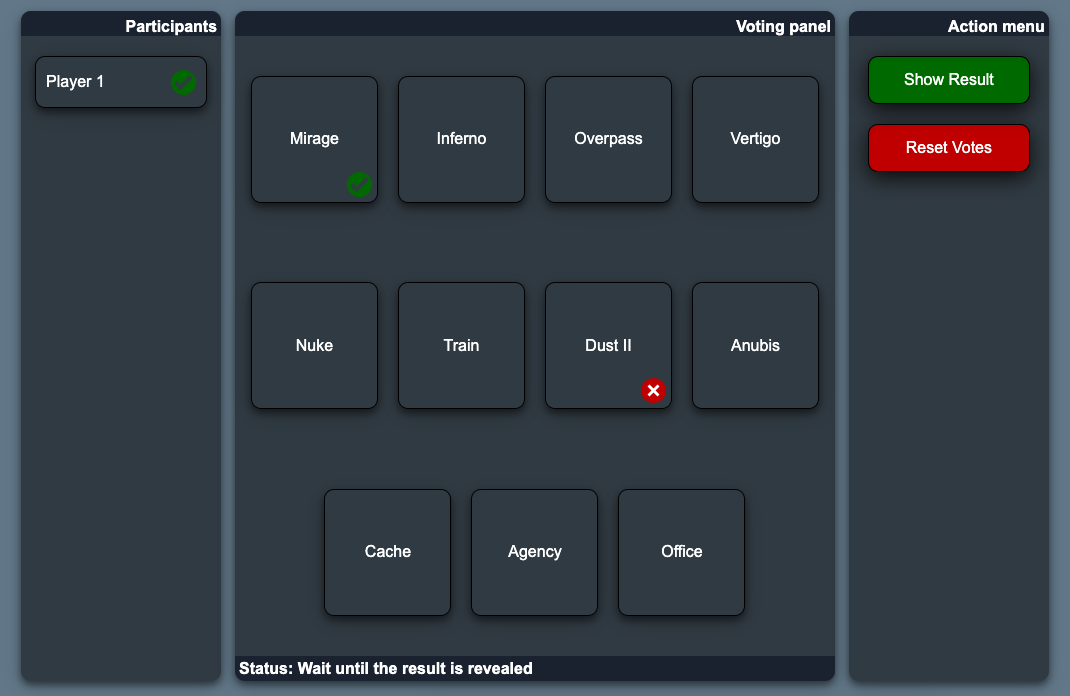 Participants
Player 1
Voting panel
Mirage
Inferno
Overpass
Vertigo
Nuke
Train
Dust II
Anubis
Cache
Agency
Office
Status: Wait until the result is revealed
Action menu
Show Result
Reset Votes